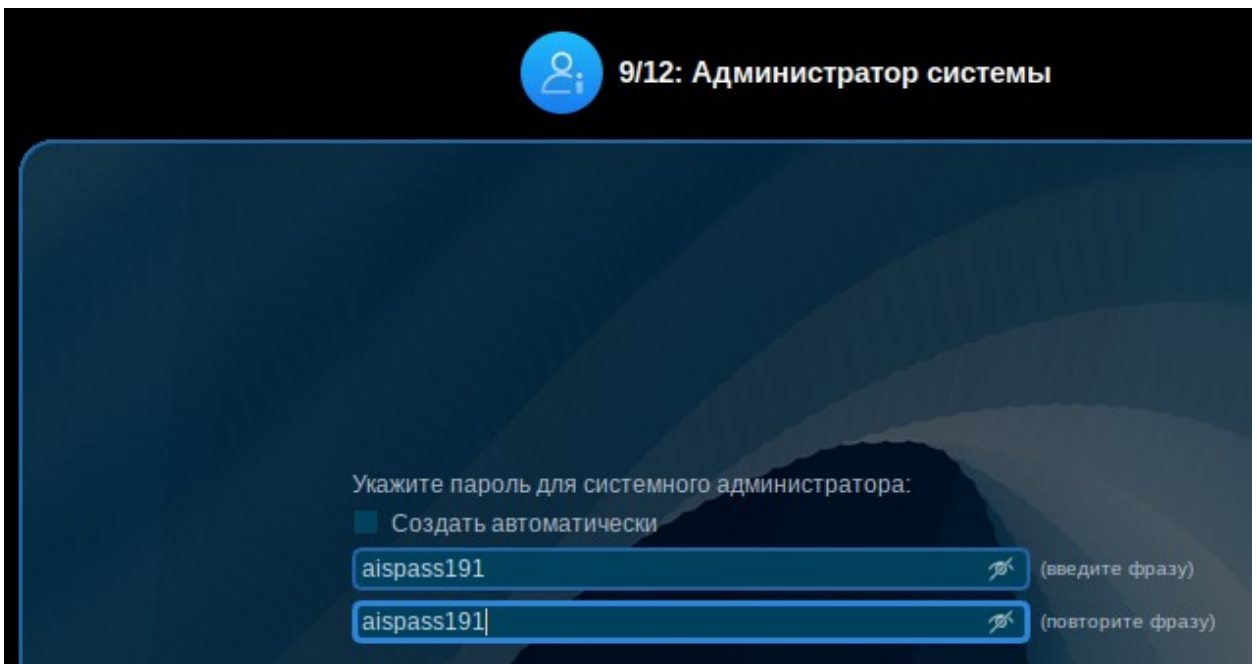 9/12: Администратор системы
Укажите пароль для системного администратора:
Создать автоматически
aispass191 (введите фразу)
aispass191 (повторите фразу)